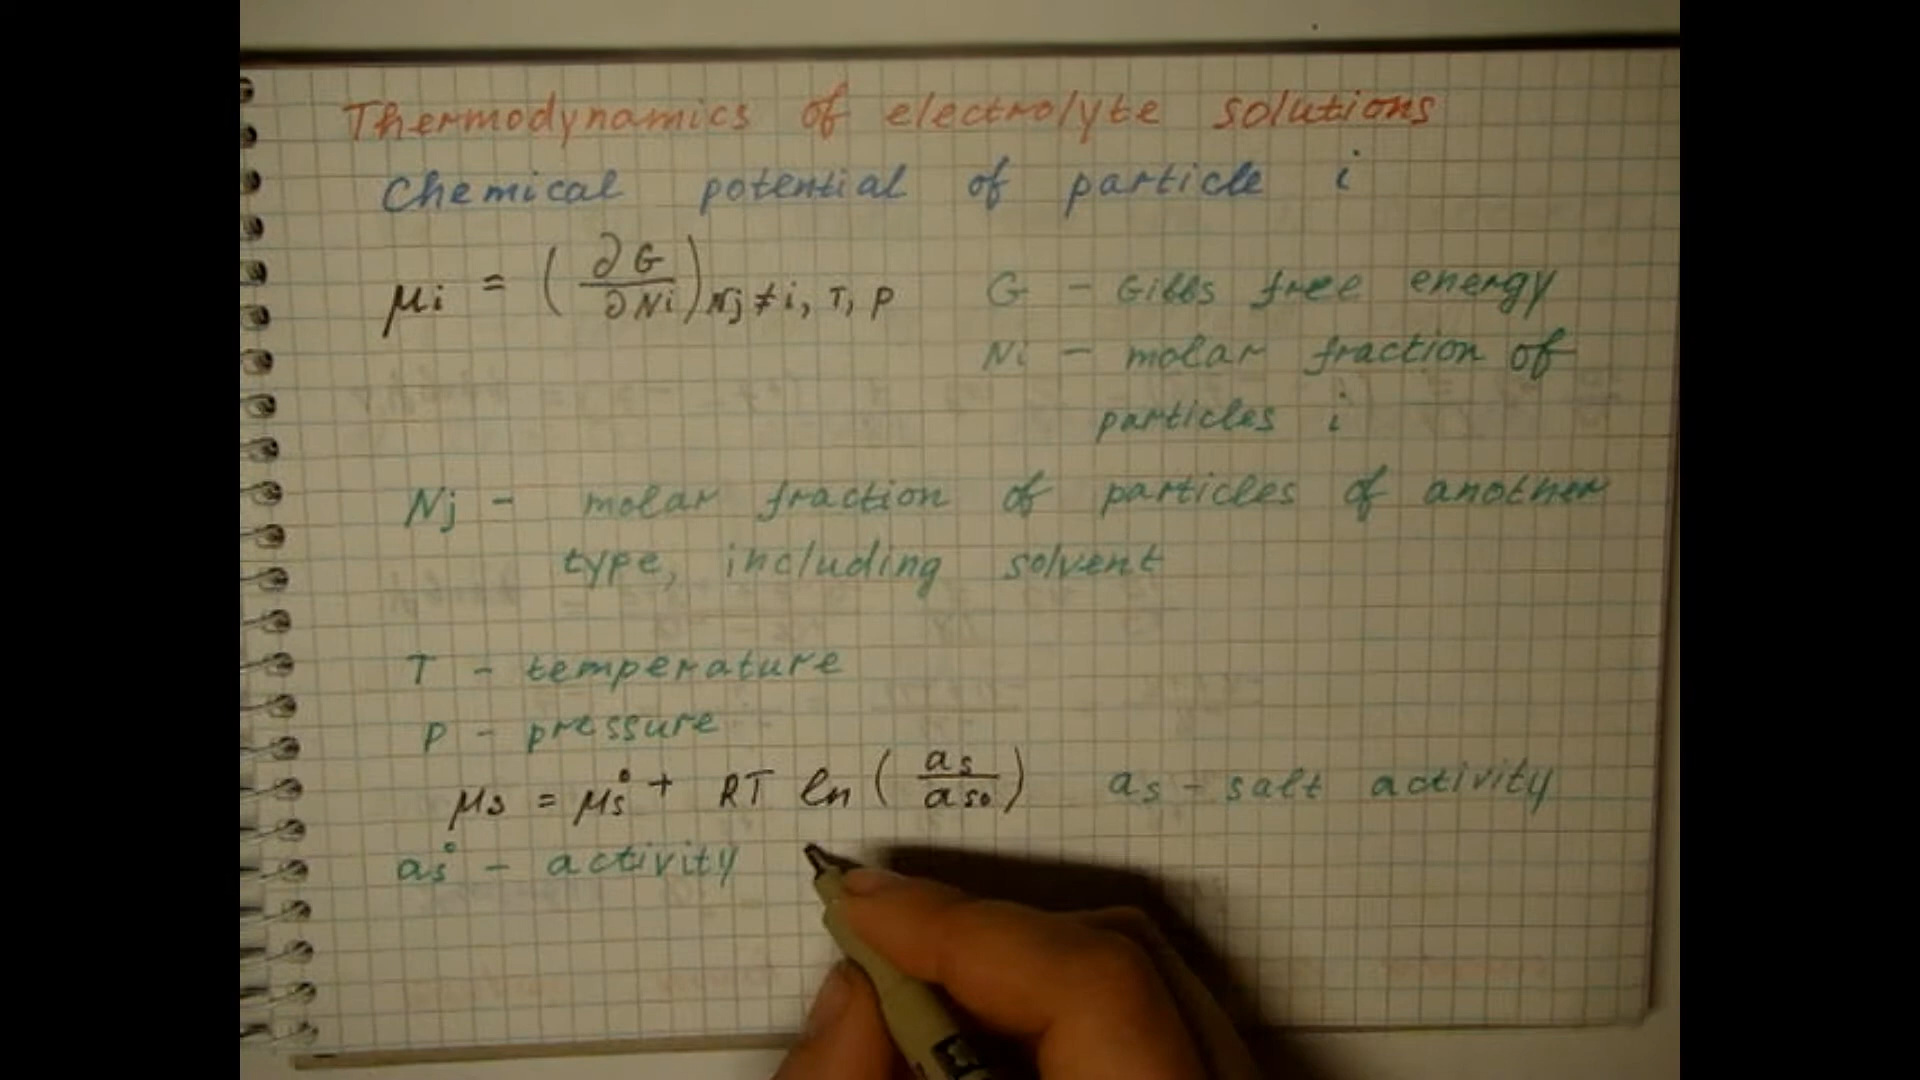 Thermodynamics of electrolyte solutions
Chemical potential of particle i
μi = (∂G/∂Ni)Nj≠i, T, P
G - Gibbs free energy
Ni - molar fraction of
particles i
Nj - molar fraction of particles of another
type, including solvent
T - temperature
P - pressure
μs = μs° + RT ln (as/aso) as - salt activity
as° - activity